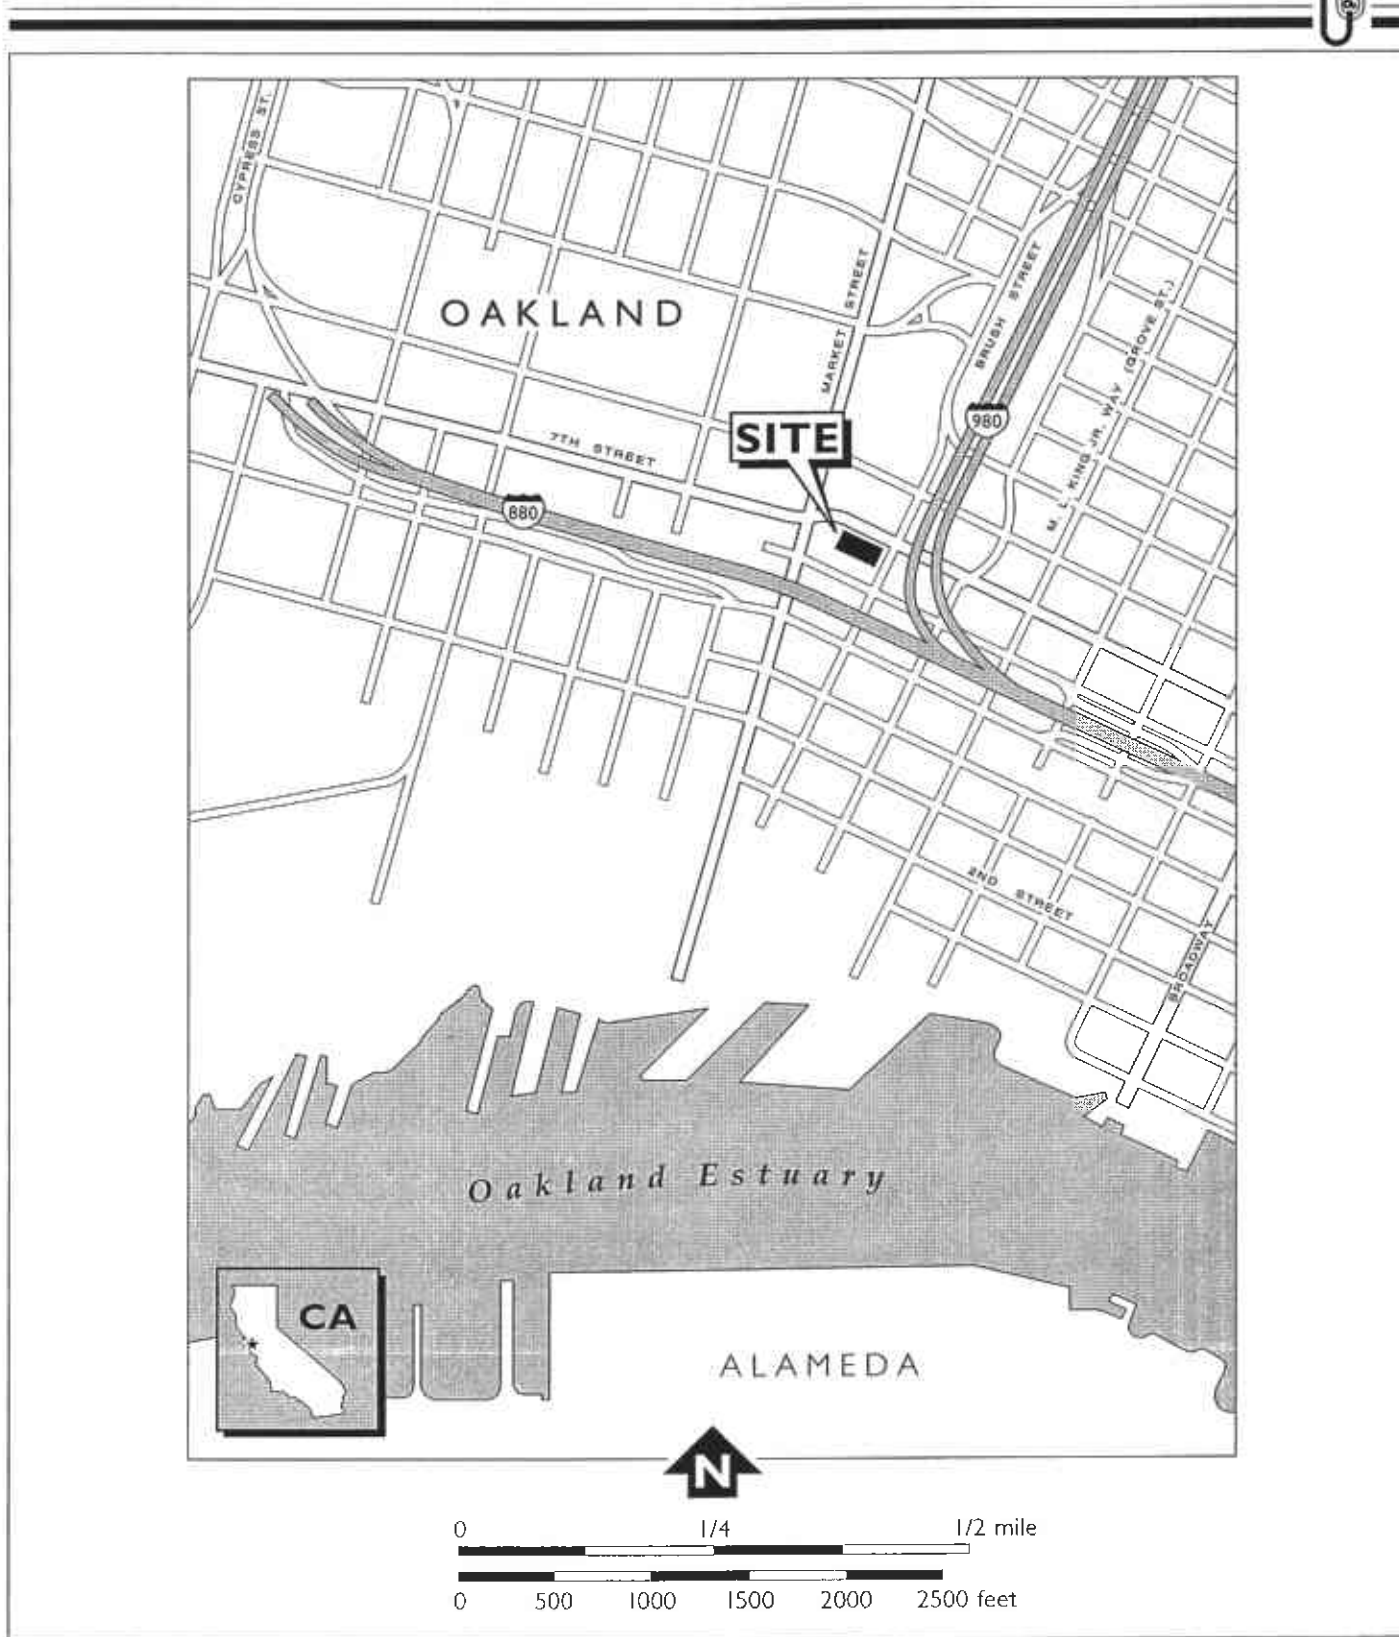 CYPRESS ST.
OAKLAND
MARKET STREET
BRUSH STREET
M. L. KING JR. WAY (GROVE ST.)
980
SITE
7TH STREET
880
2ND STREET
BROADWAY
Oakland Estuary
CA
ALAMEDA
N
0 1/4 1/2 mile
0 500 1000 1500 2000 2500 feet